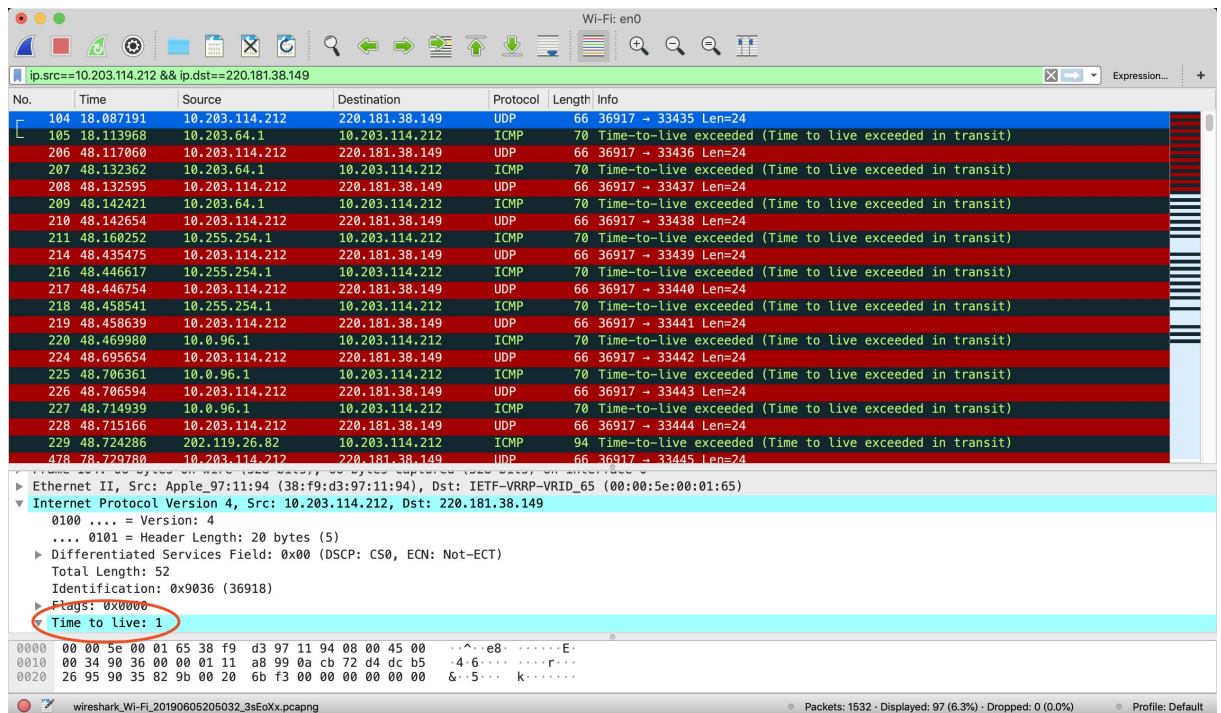 Wi-Fi: en0
ip.src==10.203.114.212 && ip.dst==220.181.38.149 Expression... +
No. Time Source Destination Protocol Length Info
104 18.087191 10.203.114.212 220.181.38.149 UDP 66 36917 → 33435 Len=24
105 18.113968 10.203.64.1 10.203.114.212 ICMP 70 Time-to-live exceeded (Time to live exceeded in transit)
206 48.117060 10.203.114.212 220.181.38.149 UDP 66 36917 → 33436 Len=24
207 48.132362 10.203.64.1 10.203.114.212 ICMP 70 Time-to-live exceeded (Time to live exceeded in transit)
208 48.132595 10.203.114.212 220.181.38.149 UDP 66 36917 → 33437 Len=24
209 48.142421 10.203.64.1 10.203.114.212 ICMP 70 Time-to-live exceeded (Time to live exceeded in transit)
210 48.142654 10.203.114.212 220.181.38.149 UDP 66 36917 → 33438 Len=24
211 48.160252 10.255.254.1 10.203.114.212 ICMP 70 Time-to-live exceeded (Time to live exceeded in transit)
214 48.435475 10.203.114.212 220.181.38.149 UDP 66 36917 → 33439 Len=24
216 48.446617 10.255.254.1 10.203.114.212 ICMP 70 Time-to-live exceeded (Time to live exceeded in transit)
217 48.446754 10.203.114.212 220.181.38.149 UDP 66 36917 → 33440 Len=24
218 48.458541 10.255.254.1 10.203.114.212 ICMP 70 Time-to-live exceeded (Time to live exceeded in transit)
219 48.458639 10.203.114.212 220.181.38.149 UDP 66 36917 → 33441 Len=24
220 48.469980 10.0.96.1 10.203.114.212 ICMP 70 Time-to-live exceeded (Time to live exceeded in transit)
224 48.695654 10.203.114.212 220.181.38.149 UDP 66 36917 → 33442 Len=24
225 48.706361 10.0.96.1 10.203.114.212 ICMP 70 Time-to-live exceeded (Time to live exceeded in transit)
226 48.706594 10.203.114.212 220.181.38.149 UDP 66 36917 → 33443 Len=24
227 48.714939 10.0.96.1 10.203.114.212 ICMP 70 Time-to-live exceeded (Time to live exceeded in transit)
228 48.715166 10.203.114.212 220.181.38.149 UDP 66 36917 → 33444 Len=24
229 48.724286 202.119.26.82 10.203.114.212 ICMP 94 Time-to-live exceeded (Time to live exceeded in transit)
478 78.729780 10.203.114.212 220.181.38.149 UDP 66 36917 → 33445 Len=24
Ethernet II, Src: Apple_97:11:94 (38:f9:d3:97:11:94), Dst: IETF-VRRP-VRID_65 (00:00:5e:00:01:65)
Internet Protocol Version 4, Src: 10.203.114.212, Dst: 220.181.38.149
0100 .... = Version: 4
.... 0101 = Header Length: 20 bytes (5)
Differentiated Services Field: 0x00 (DSCP: CS0, ECN: Not-ECT)
Total Length: 52
Identification: 0x9036 (36918)
Flags: 0x0000
Time to live: 1
0000 00 00 5e 00 01 65 38 f9 d3 97 11 94 08 00 45 00 ··^··e8· ······E·
0010 00 34 90 36 00 00 01 11 a8 99 0a cb 72 d4 dc b5 ·4·6···· ····r···
0020 26 95 90 35 82 9b 00 20 6b f3 00 00 00 00 00 00 &··5··· k·······
wireshark_Wi-Fi_20190605205032_3sEoXx.pcapng Packets: 1532 · Displayed: 97 (6.3%) · Dropped: 0 (0.0%) Profile: Default